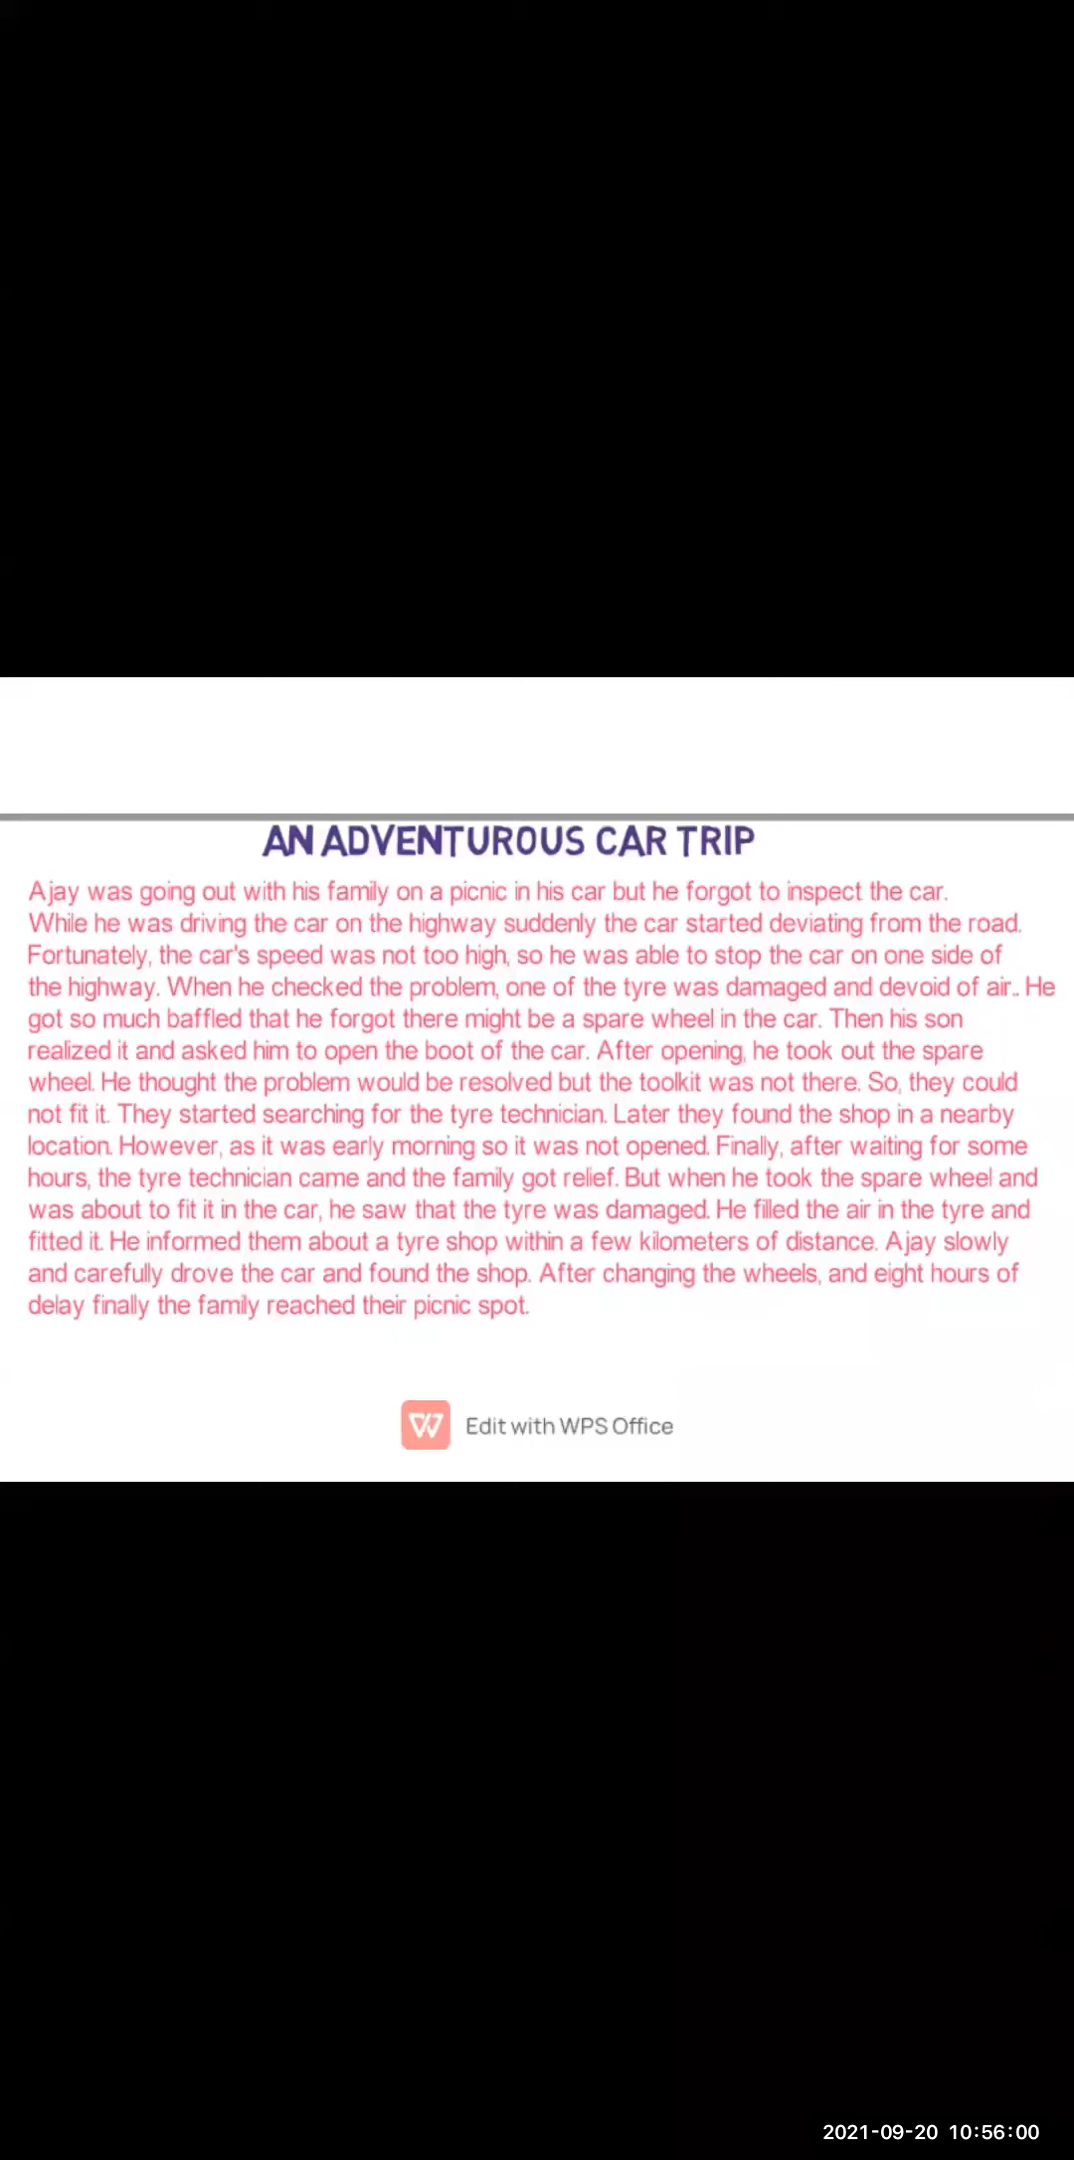 AN ADVENTUROUS CAR TRIP
Ajay was going out with his family on a picnic in his car but he forgot to inspect the car.
While he was driving the car on the highway suddenly the car started deviating from the road.
Fortunately, the car's speed was not too high, so he was able to stop the car on one side of
the highway. When he checked the problem, one of the tyre was damaged and devoid of air.. He
got so much baffled that he forgot there might be a spare wheel in the car. Then his son
realized it and asked him to open the boot of the car. After opening, he took out the spare
wheel. He thought the problem would be resolved but the toolkit was not there. So, they could
not fit it. They started searching for the tyre technician. Later they found the shop in a nearby
location. However, as it was early morning so it was not opened. Finally, after waiting for some
hours, the tyre technician came and the family got relief. But when he took the spare wheel and
was about to fit it in the car, he saw that the tyre was damaged. He filled the air in the tyre and
fitted it. He informed them about a tyre shop within a few kilometers of distance. Ajay slowly
and carefully drove the car and found the shop. After changing the wheels, and eight hours of
delay finally the family reached their picnic spot.
Edit with WPS Office
2021-09-20 10:56:00